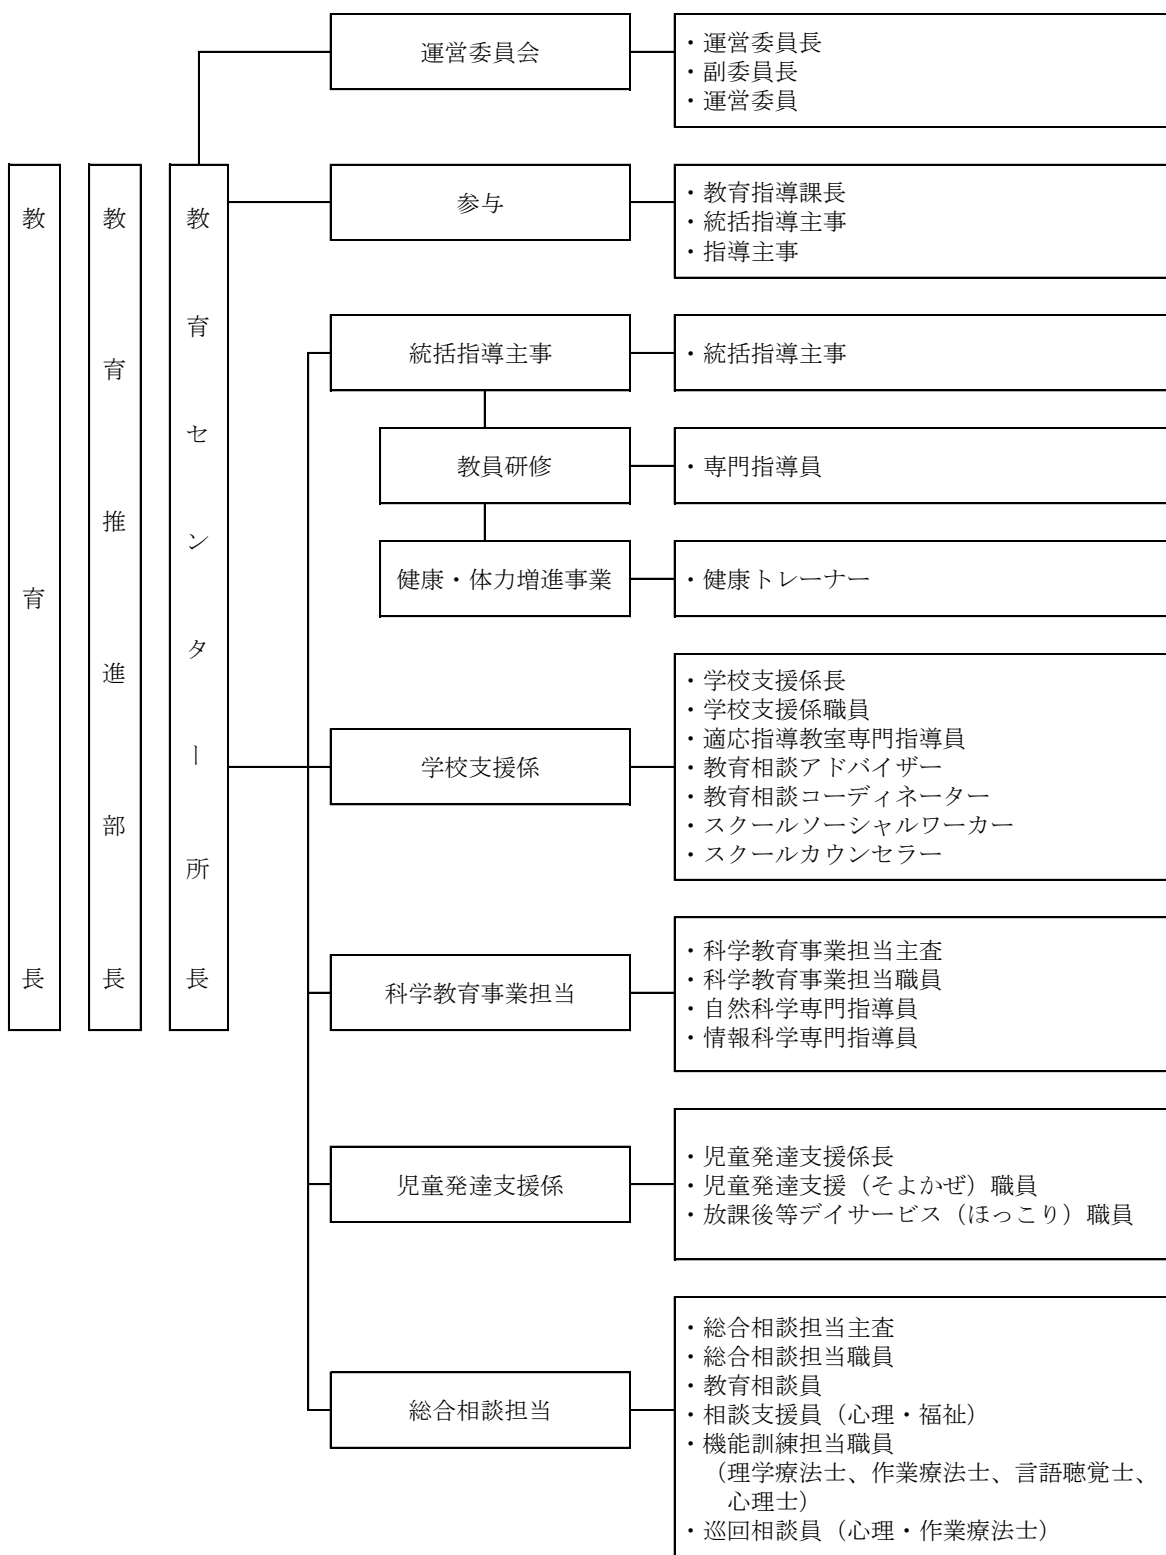 教育長
教育推進部長
教育センター所長
運営委員会
・運営委員長
・副委員長
・運営委員
参与
・教育指導課長
・統括指導主事
・指導主事
統括指導主事
・統括指導主事
教員研修
・専門指導員
健康・体力増進事業
・健康トレーナー
学校支援係
・学校支援係長
・学校支援係職員
・適応指導教室専門指導員
・教育相談アドバイザー
・教育相談コーディネーター
・スクールソーシャルワーカー
・スクールカウンセラー
科学教育事業担当
・科学教育事業担当主査
・科学教育事業担当職員
・自然科学専門指導員
・情報科学専門指導員
児童発達支援係
・児童発達支援係長
・児童発達支援（そよかぜ）職員
・放課後等デイサービス（ほっこり）職員
総合相談担当
・総合相談担当主査
・総合相談担当職員
・教育相談員
・相談支援員（心理・福祉）
・機能訓練担当職員
（理学療法士、作業療法士、言語聴覚士、
心理士）
・巡回相談員（心理・作業療法士）